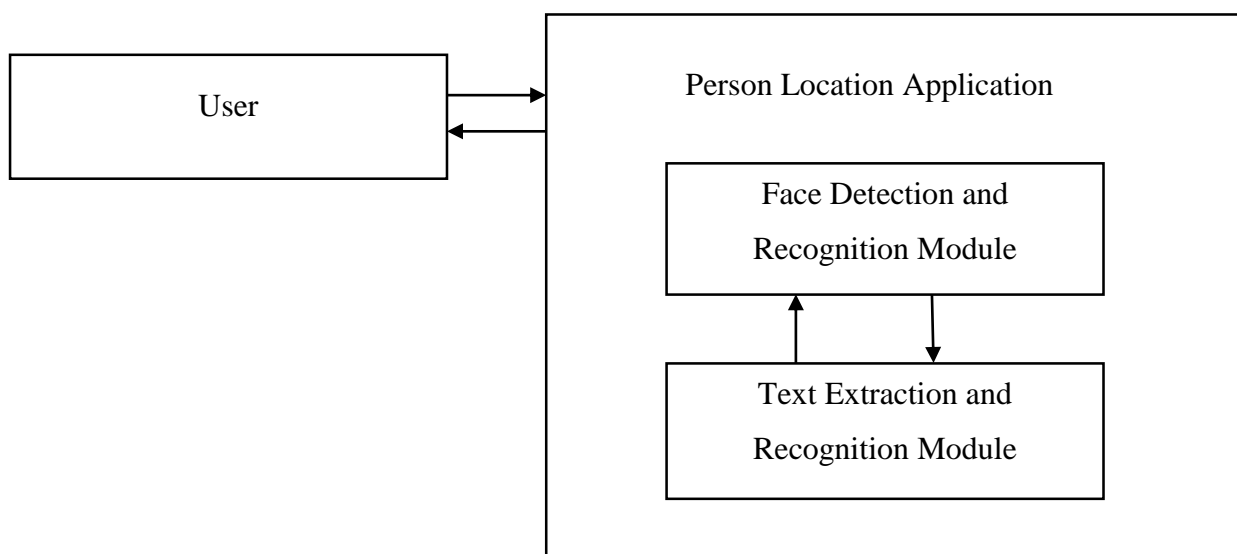 User
Person Location Application
Face Detection and
Recognition Module
Text Extraction and
Recognition Module